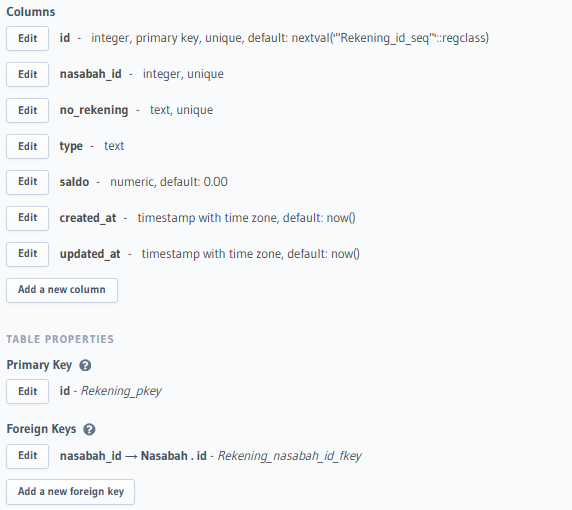 Columns
Edit id - integer, primary key, unique, default: nextval('"Rekening_id_seq"'::regclass)
Edit nasabah_id - integer, unique
Edit no_rekening - text, unique
Edit type - text
Edit saldo - numeric, default: 0.00
Edit created_at - timestamp with time zone, default: now()
Edit updated_at - timestamp with time zone, default: now()
Add a new column
TABLE PROPERTIES
Primary Key ?
Edit id - Rekening_pkey
Foreign Keys ?
Edit nasabah_id → Nasabah . id - Rekening_nasabah_id_fkey
Add a new foreign key